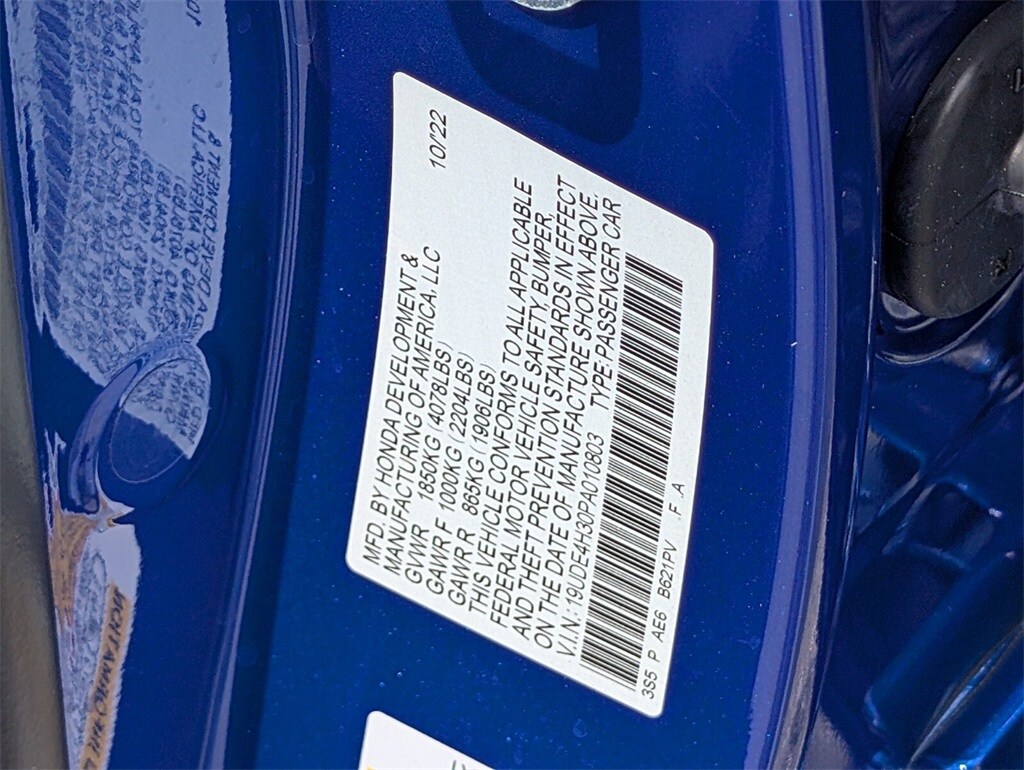 MFD. BY HONDA DEVELOPMENT &
MANUFACTURING OF AMERICA, LLC 10/22
GVWR 1850KG (4078LBS)
GAWR F 1000KG (2204LBS)
GAWR R 865KG (1906LBS)
THIS VEHICLE CONFORMS TO ALL APPLICABLE
FEDERAL MOTOR VEHICLE SAFETY BUMPER
AND THEFT PREVENTION STANDARDS IN EFFECT
ON THE DATE OF MANUFACTURE SHOWN ABOVE.
V.I.N.: 19UDE4H30PA010803 TYPE:PASSENGER CAR
3S5 P AE6 B621PV .F .A